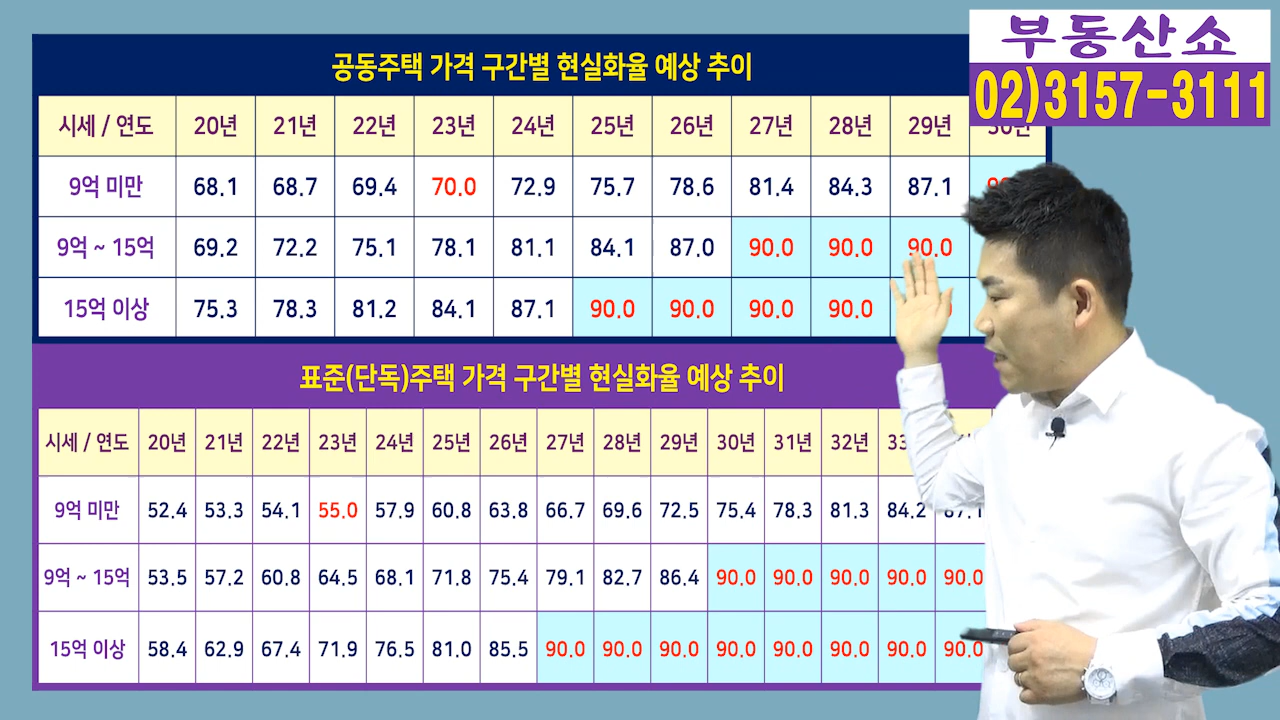 부동산쇼
02)3157-3111
공동주택 가격 구간별 현실화율 예상 추이
시세 / 연도 20년 21년 22년 23년 24년 25년 26년 27년 28년 29년
9억 미만 68.1 68.7 69.4 70.0 72.9 75.7 78.6 81.4 84.3 87.1
9억 ~ 15억 69.2 72.2 75.1 78.1 81.1 84.1 87.0 90.0 90.0 90.0
15억 이상 75.3 78.3 81.2 84.1 87.1 90.0 90.0 90.0 90.0
표준(단독)주택 가격 구간별 현실화율 예상 추이
시세 / 연도 20년 21년 22년 23년 24년 25년 26년 27년 28년 29년 30년 31년 32년
9억 미만 52.4 53.3 54.1 55.0 57.9 60.8 63.8 66.7 69.6 72.5 75.4 78.3 81.3 84.2 87.1
9억 ~ 15억 53.5 57.2 60.8 64.5 68.1 71.8 75.4 79.1 82.7 86.4 90.0 90.0 90.0 90.0 90.0
15억 이상 58.4 62.9 67.4 71.9 76.5 81.0 85.5 90.0 90.0 90.0 90.0 90.0 90.0 90.0 90.0